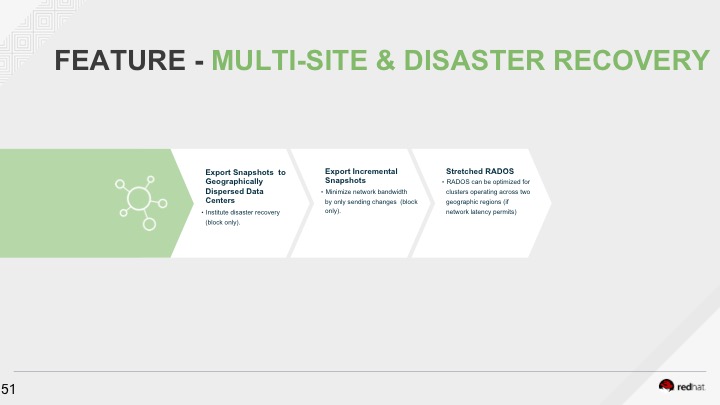 FEATURE - MULTI-SITE & DISASTER RECOVERY
Export Snapshots to
Geographically
Dispersed Data
Centers
• Institute disaster recovery
(block only).
Export Incremental
Snapshots
• Minimize network bandwidth
by only sending changes (block
only).
Stretched RADOS
• RADOS can be optimized for
clusters operating across two
geographic regions (if
network latency permits)
51
redhat.